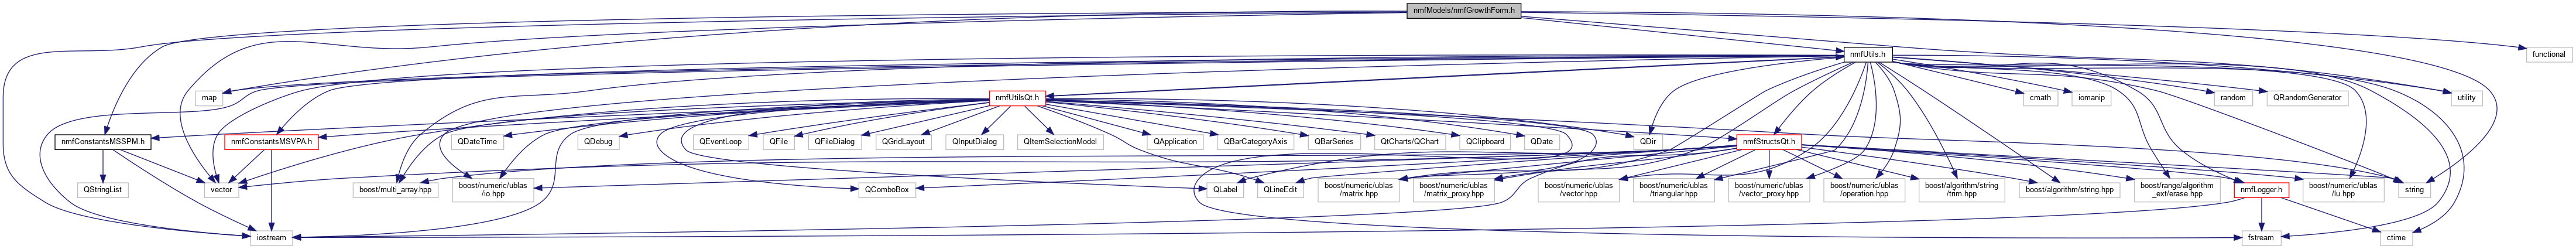 nmfModels/nmfGrowthForm.h
nmfUtils.h
functional
map
nmfUtilsQt.h
cmath
iomanip
random
QRandomGenerator
utility
nmfConstantsMSSPM.h
nmfConstantsMSVPA.h
QDateTime
QDebug
QEventLoop
QFile
QFileDialog
QGridLayout
QInputDialog
QItemSelectionModel
QApplication
QBarCategoryAxis
QBarSeries
QtCharts/QChart
QClipboard
QDate
QDir
nmfStructsQt.h
QStringList
vector
boost/multi_array.hpp
boost/numeric/ublas
/io.hpp
QComboBox
QLabel
QLineEdit
boost/numeric/ublas
/matrix.hpp
boost/numeric/ublas
/matrix_proxy.hpp
boost/numeric/ublas
/vector.hpp
boost/numeric/ublas
/triangular.hpp
boost/numeric/ublas
/vector_proxy.hpp
boost/numeric/ublas
/operation.hpp
boost/algorithm/string
/trim.hpp
boost/algorithm/string.hpp
boost/range/algorithm
_ext/erase.hpp
nmfLogger.h
boost/numeric/ublas
/lu.hpp
string
iostream
fstream
ctime